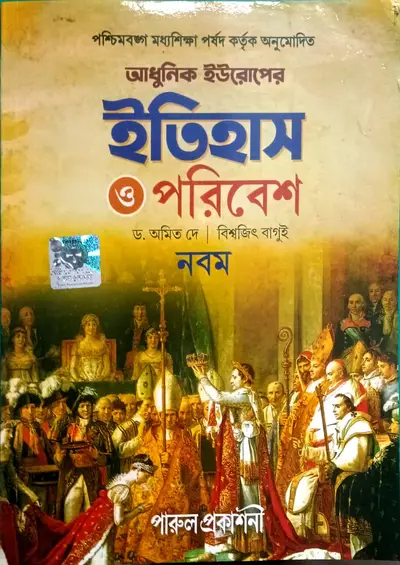 পশ্চিমবঙ্গ মধ্যশিক্ষা পর্ষদ কর্তৃক অনুমোদিত
আধুনিক ইউরোপের
ইতিহাস
ও পরিবেশ
ড. অমিত দে | বিশ্বজিৎ বাগুই
নবম
পারুল প্রকাশনী